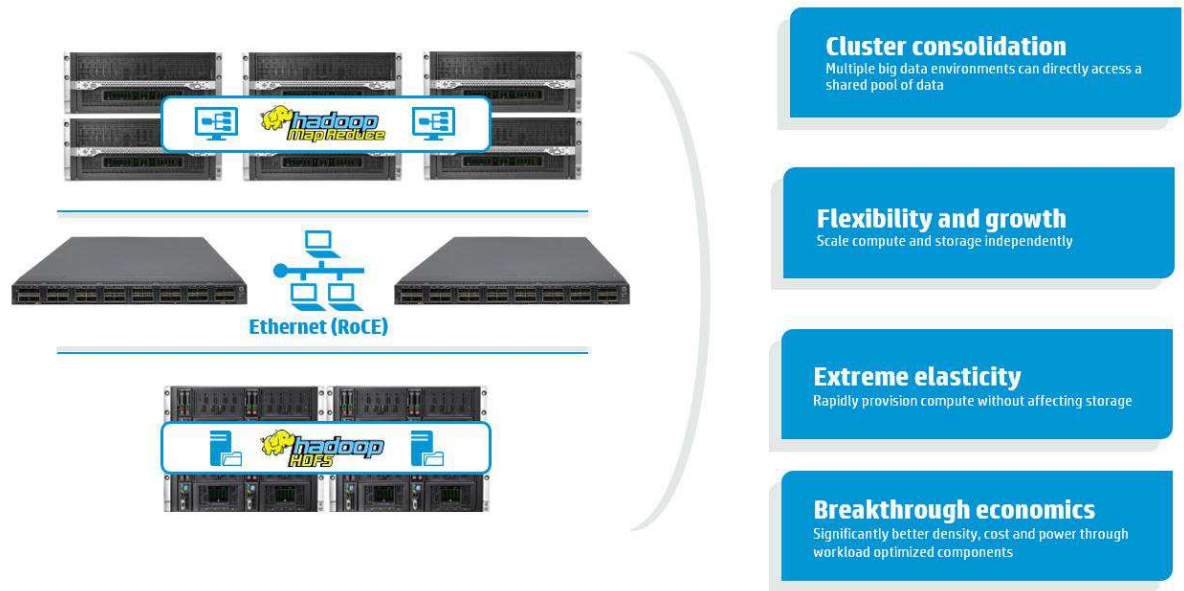 hadoop
MapReduce
Ethernet (RoCE)
hadoop
HDFS
Cluster consolidation
Multiple big data environments can directly access a
shared pool of data
Flexibility and growth
Scale compute and storage independently
Extreme elasticity
Rapidly provision compute without affecting storage
Breakthrough economics
Significantly better density, cost and power through
workload optimized components